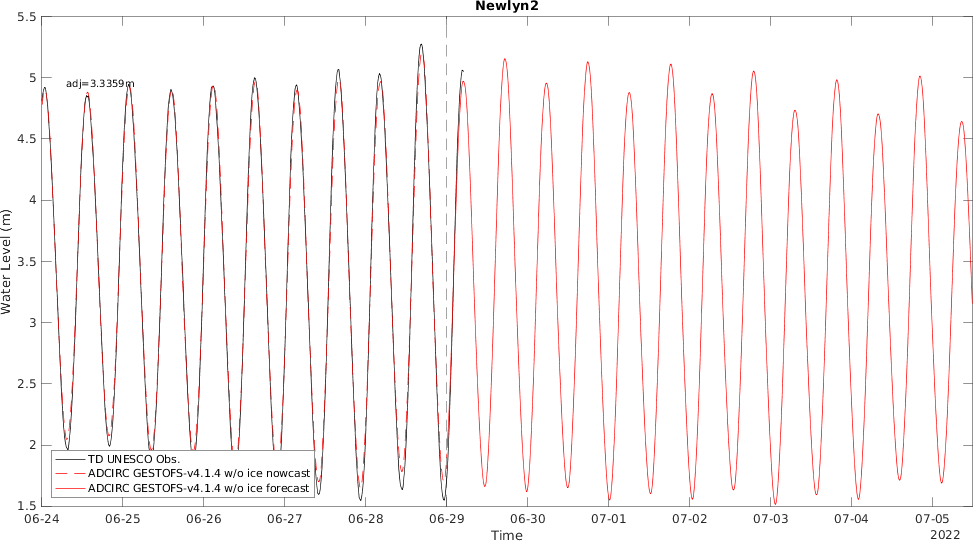 Newlyn2
5.5
5
4.5
4
3.5
3
2.5
2
1.5
Water Level (m)
adj=3.3359m
TD UNESCO Obs.
ADCIRC GESTOFS-v4.1.4 w/o ice nowcast
ADCIRC GESTOFS-v4.1.4 w/o ice forecast
06-24 06-25 06-26 06-27 06-28 06-29 06-30 07-01 07-02 07-03 07-04 07-05
Time
2022